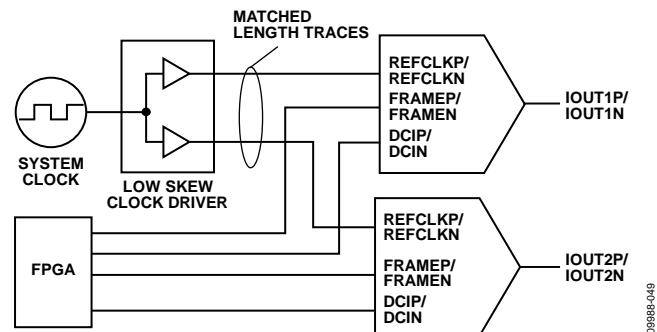 MATCHED
LENGTH TRACES
REFCLKP/
REFCLKN
FRAMEP/
FRAMEN
DCIP/
DCIN
IOUT1P/
IOUT1N
SYSTEM
CLOCK
LOW SKEW
CLOCK DRIVER
FPGA
REFCLKP/
REFCLKN
FRAMEP/
FRAMEN
DCIP/
DCIN
IOUT2P/
IOUT2N
09988-049